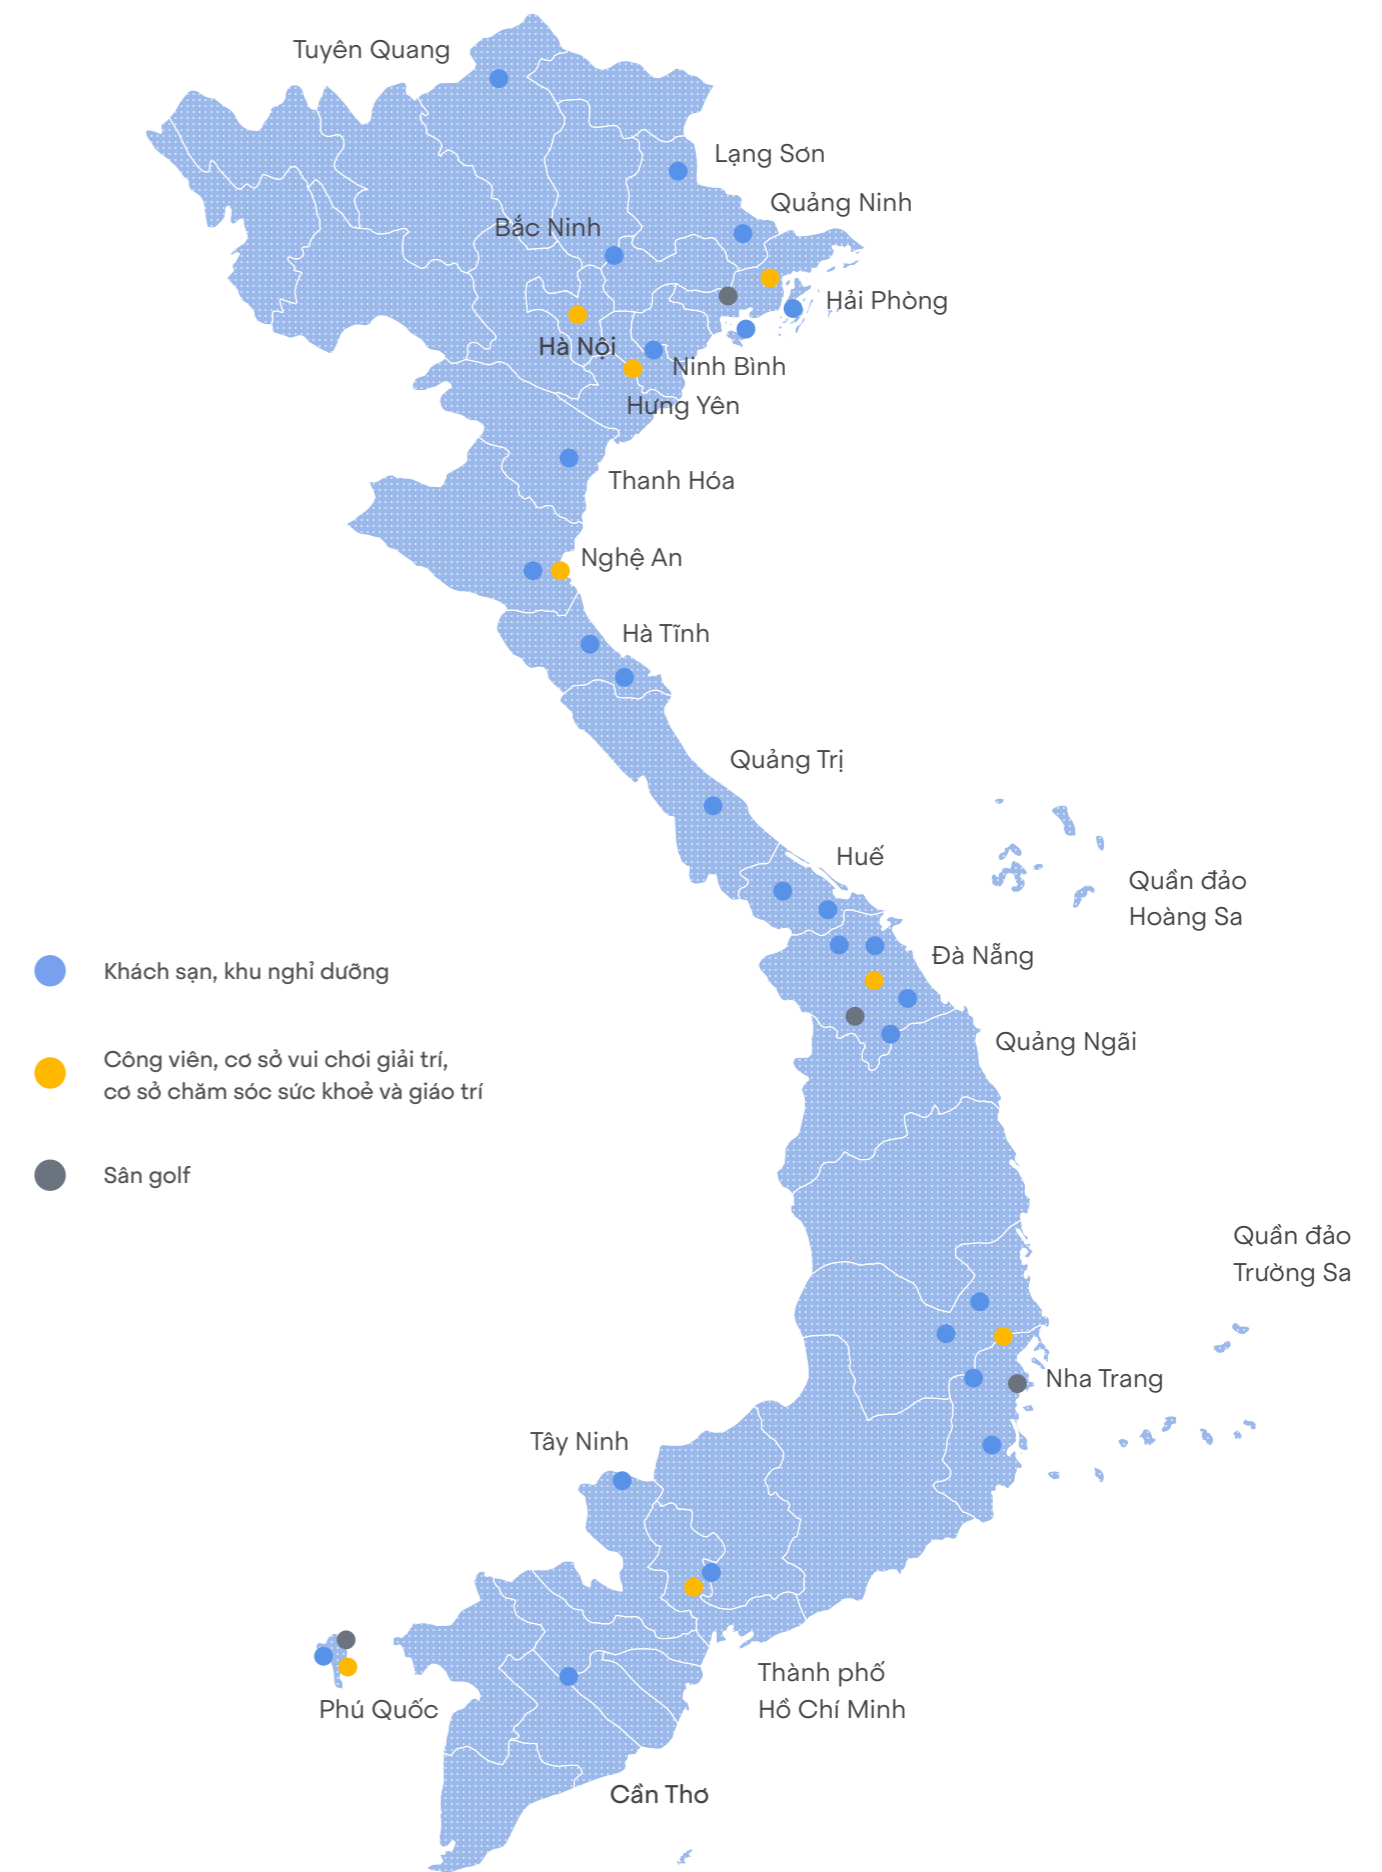 Tuyên Quang
Lạng Sơn
Quảng Ninh
Bắc Ninh
Hải Phòng
Hà Nội
Ninh Bình
Hưng Yên
Thanh Hóa
Nghệ An
Hà Tĩnh
Quảng Trị
Huế
Quần đảo
Hoàng Sa
Đà Nẵng
Khách sạn, khu nghỉ dưỡng
Quảng Ngãi
Công viên, cơ sở vui chơi giải trí,
cơ sở chăm sóc sức khoẻ và giáo trí
Sân golf
Quần đảo
Trường Sa
Nha Trang
Tây Ninh
Thành phố
Hồ Chí Minh
Phú Quốc
Cần Thơ